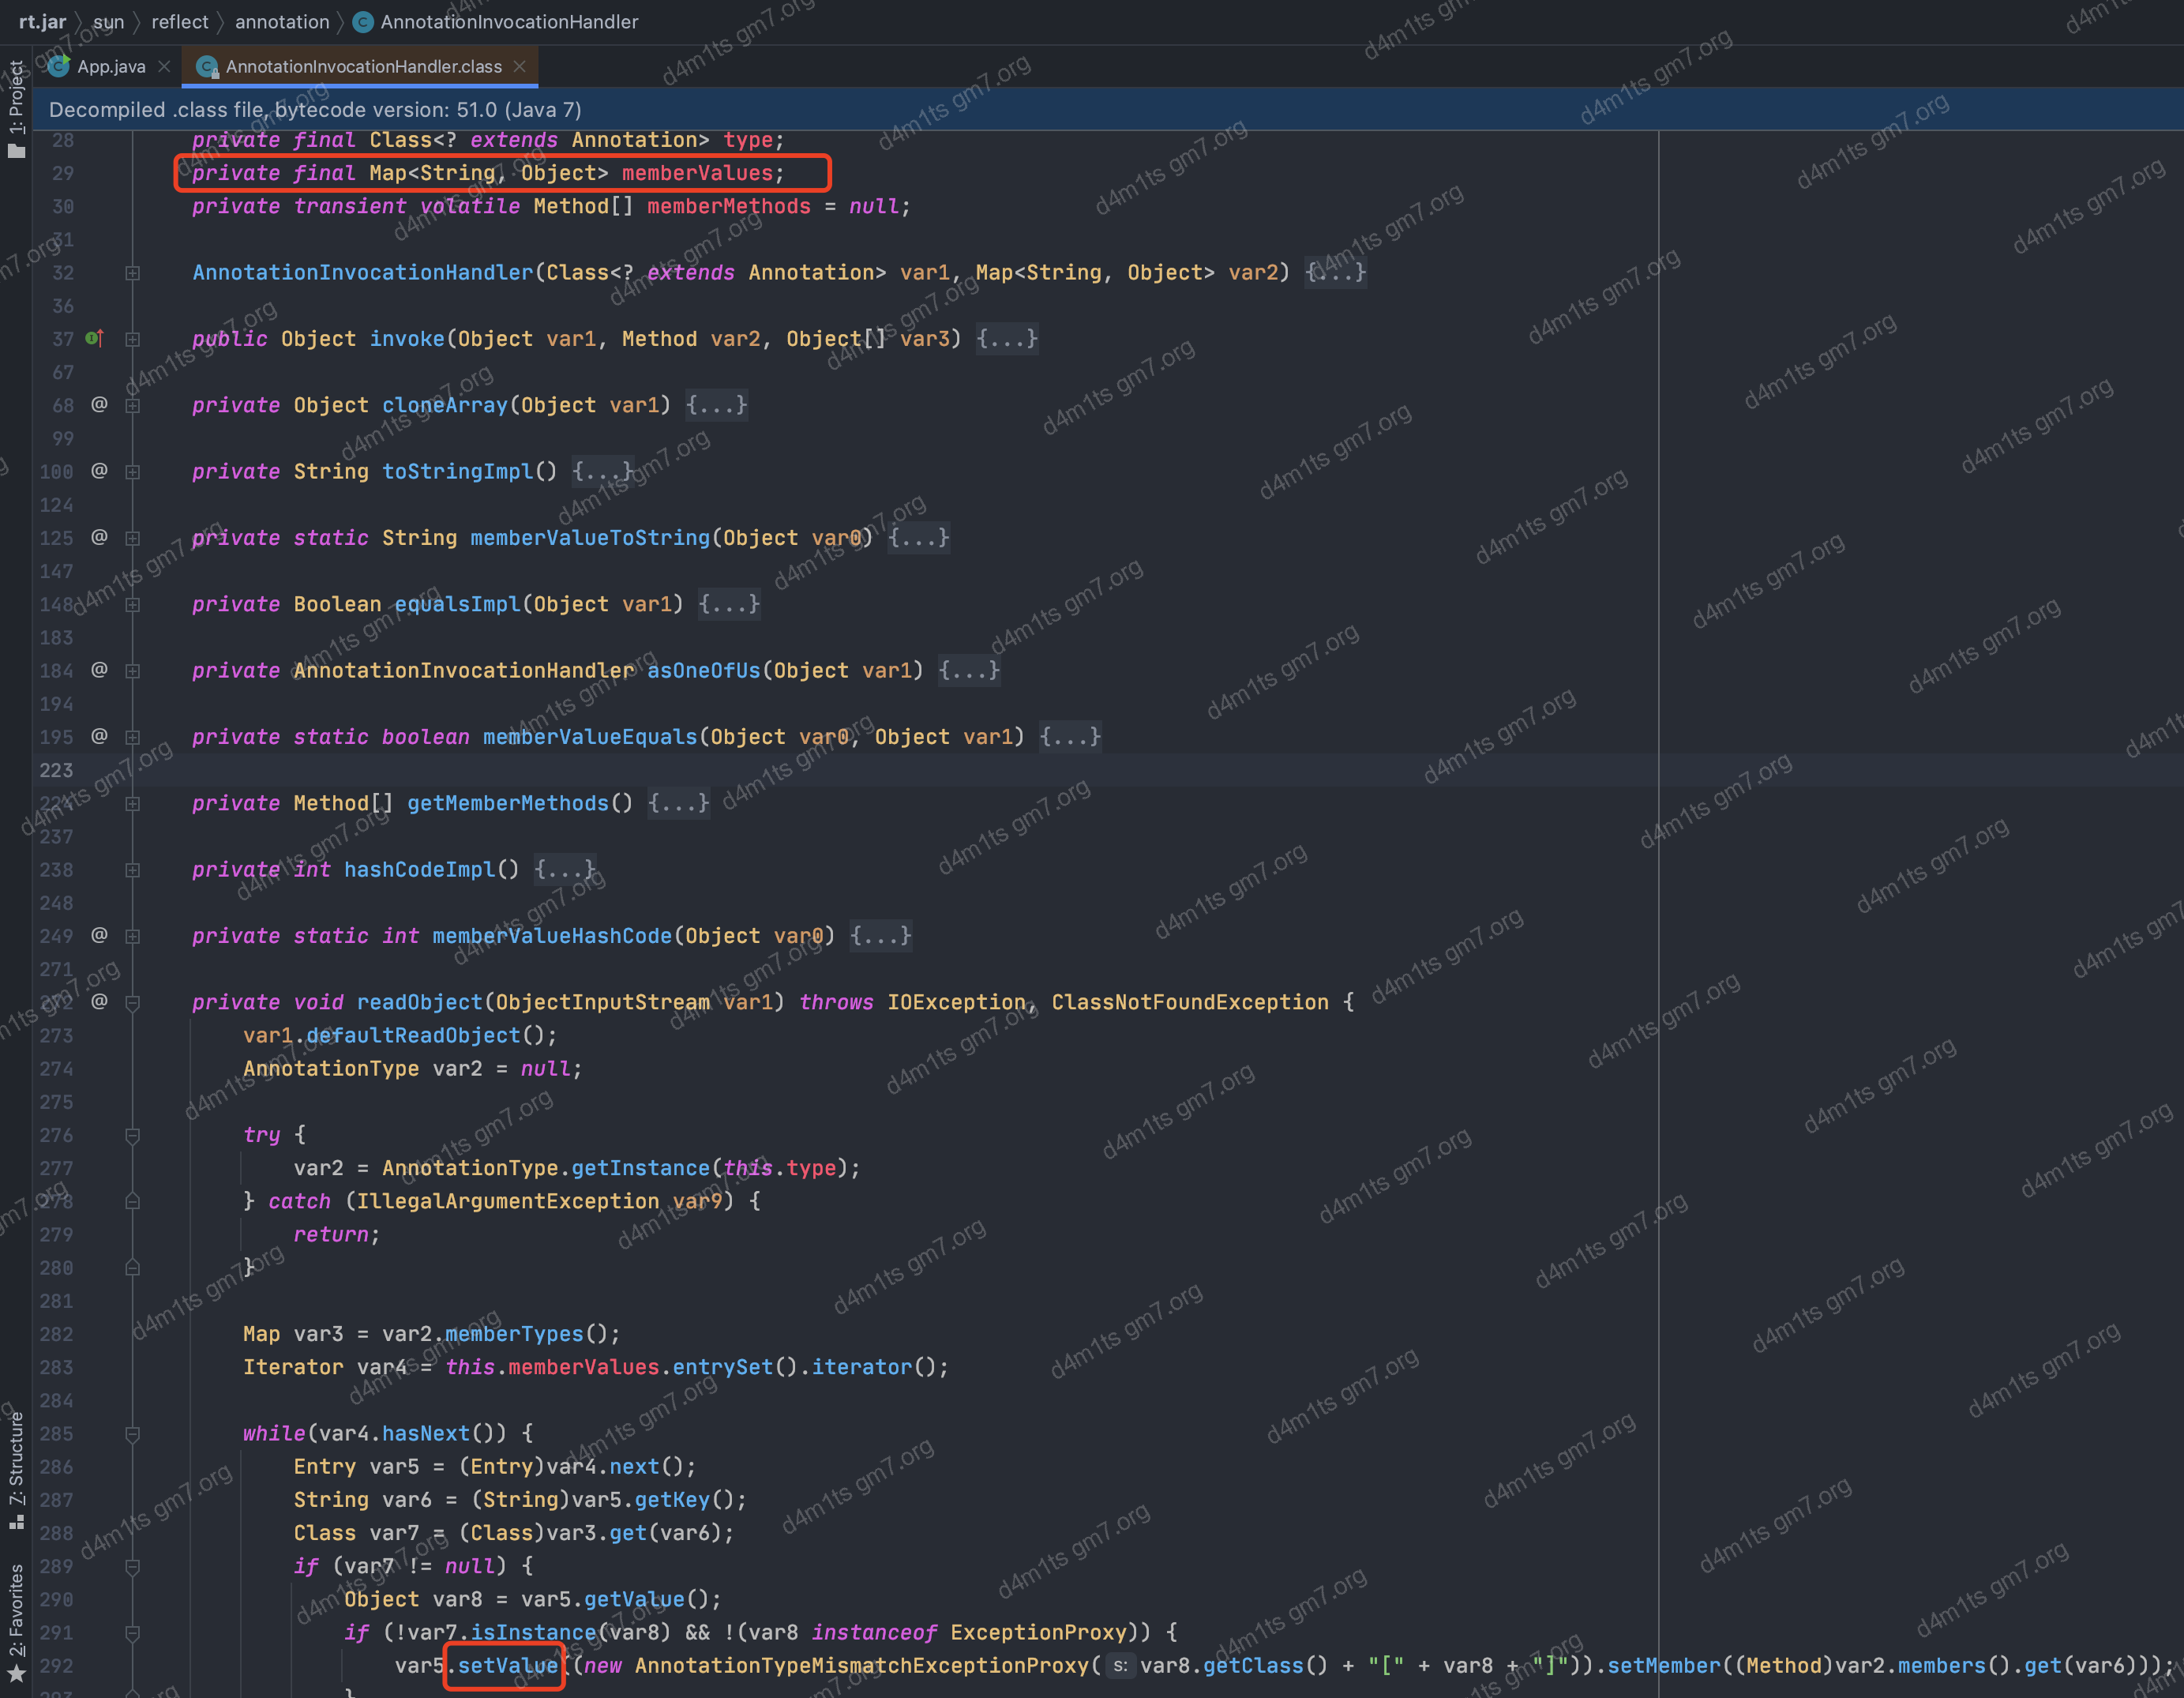 rt.jar sun reflect annotation AnnotationInvocationHandler
App.java AnnotationInvocationHandler.class
1: Project
Decompiled .class file, bytecode version: 51.0 (Java 7)
28 private final Class<? extends Annotation> type;
29 private final Map<String, Object> memberValues;
30 private transient volatile Method[] memberMethods = null;
31
32 AnnotationInvocationHandler(Class<? extends Annotation> var1, Map<String, Object> var2) {...}
36
37 public Object invoke(Object var1, Method var2, Object[] var3) {...}
67
68 @ private Object cloneArray(Object var1) {...}
99
100 @ private String toStringImpl() {...}
124
125 @ private static String memberValueToString(Object var0) {...}
147
148 private Boolean equalsImpl(Object var1) {...}
183
184 @ private AnnotationInvocationHandler asOneOfUs(Object var1) {...}
194
195 @ private static boolean memberValueEquals(Object var0, Object var1) {...}
223
224 private Method[] getMemberMethods() {...}
237
238 private int hashCodeImpl() {...}
248
249 @ private static int memberValueHashCode(Object var0) {...}
271
272 @ private void readObject(ObjectInputStream var1) throws IOException, ClassNotFoundException {
273 var1.defaultReadObject();
274 AnnotationType var2 = null;
275
276 try {
277 var2 = AnnotationType.getInstance(this.type);
278 } catch (IllegalArgumentException var9) {
279 return;
280 }
281
282 Map var3 = var2.memberTypes();
283 Iterator var4 = this.memberValues.entrySet().iterator();
284
285 while(var4.hasNext()) {
286 Entry var5 = (Entry)var4.next();
287 String var6 = (String)var5.getKey();
288 Class var7 = (Class)var3.get(var6);
289 if (var7 != null) {
290 Object var8 = var5.getValue();
291 if (!var7.isInstance(var8) && !(var8 instanceof ExceptionProxy)) {
292 var5.setValue((new AnnotationTypeMismatchExceptionProxy( s: var8.getClass() + "[" + var8 + "]")).setMember((Method)var2.members().get(var6)));
293 }
7: Structure
2: Favorites
d4m1ts gm7.org